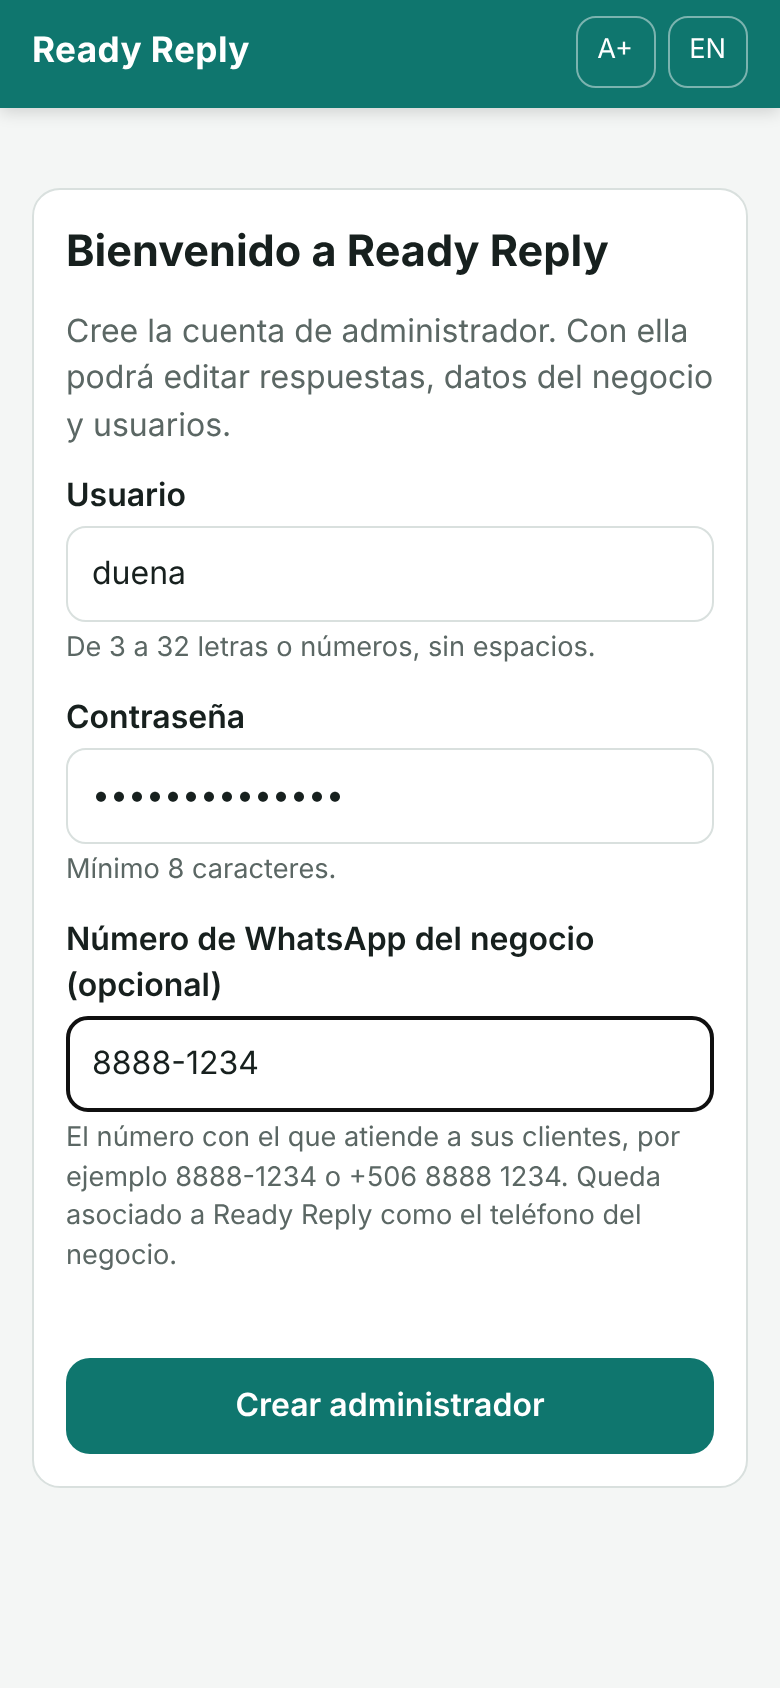 Ready Reply
A+
EN
Bienvenido a Ready Reply
Cree la cuenta de administrador. Con ella
podrá editar respuestas, datos del negocio
y usuarios.
Usuario
duena
De 3 a 32 letras o números, sin espacios.
Contraseña
••••••••••••••
Mínimo 8 caracteres.
Número de WhatsApp del negocio
(opcional)
8888-1234
El número con el que atiende a sus clientes, por
ejemplo 8888-1234 o +506 8888 1234. Queda
asociado a Ready Reply como el teléfono del
negocio.
Crear administrador